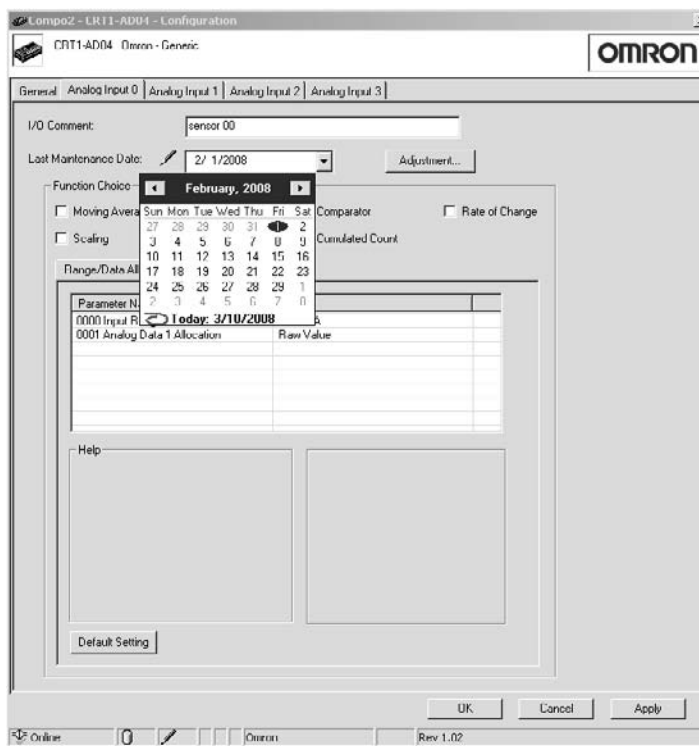 Compo2 - CRT1-AD04 - Configuration
CRT1-AD04 Omron - Generic
OMRON
General Analog Input 0 Analog Input 1 Analog Input 2 Analog Input 3
I/O Comment: sensor 00
Last Maintenance Date: 2/ 1/2008 Adjustment...
Function Choice
February, 2008
Moving Avera Comparator Rate of Change
Scaling Cumulated Count
Sun Mon Tue Wed Thu Fri Sat
27 28 29 30 31 1 2
3 4 5 6 7 8 9
10 11 12 13 14 15 16
17 18 19 20 21 22 23
24 25 26 27 28 29 1
2 3 4 5 6 7 8
Today: 3/10/2008
Range/Data All
Parameter N
0000 Input R A
0001 Analog Data 1 Allocation Raw Value
Help
Default Setting
OK Cancel Apply
Online Omron Rev 1.02